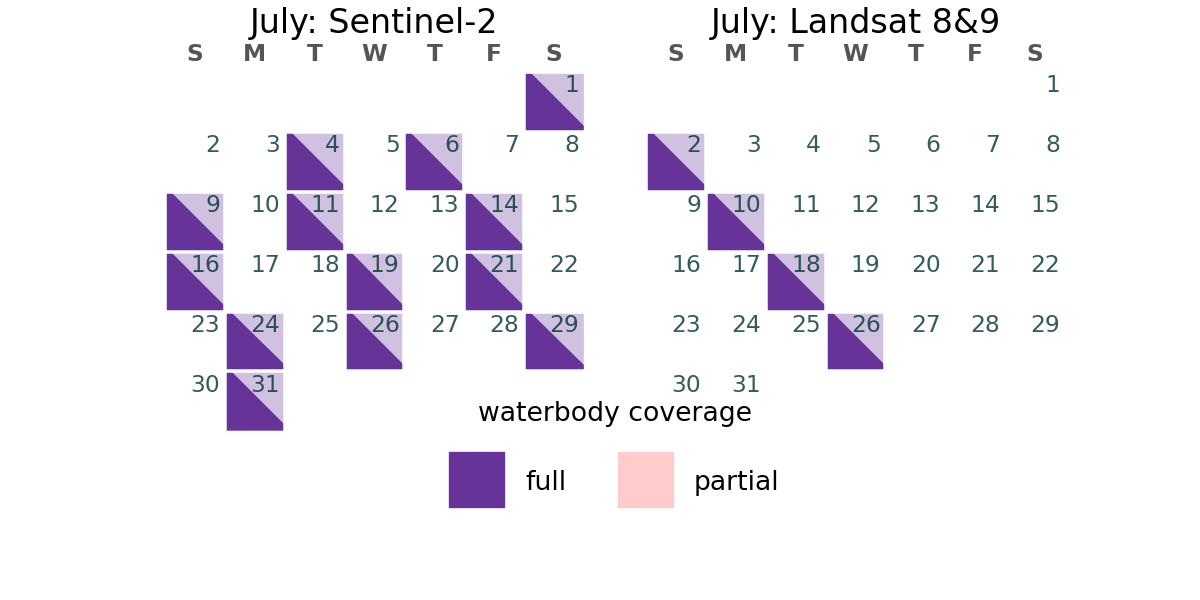 July: Sentinel-2
S M T W T F S
1
2 3 4 5 6 7 8
9 10 11 12 13 14 15
16 17 18 19 20 21 22
23 24 25 26 27 28 29
30 31
July: Landsat 8&9
S M T W T F S
1
2 3 4 5 6 7 8
9 10 11 12 13 14 15
16 17 18 19 20 21 22
23 24 25 26 27 28 29
30 31
waterbody coverage
full partial